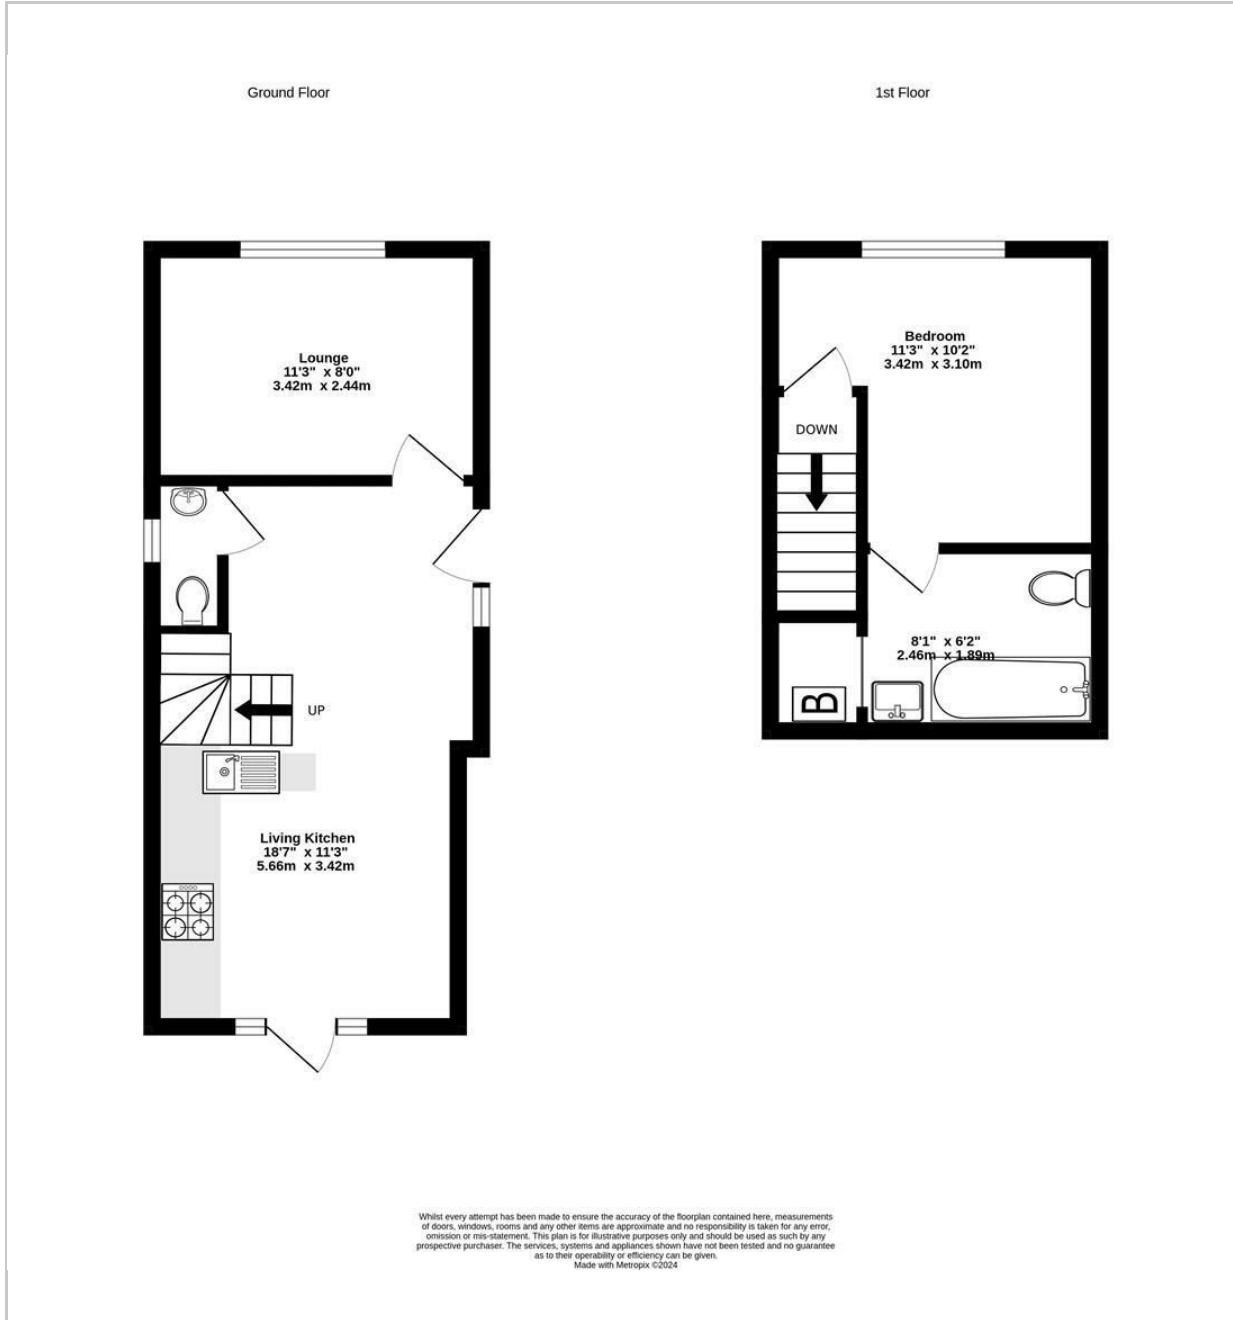 Ground Floor
1st Floor
Lounge
11'3" x 8'0"
3.42m x 2.44m
Bedroom
11'3" x 10'2"
3.42m x 3.10m
DOWN
8'1" x 6'2"
2.46m x 1.89m
B
UP
Living Kitchen
18'7" x 11'3"
5.66m x 3.42m
Whilst every attempt has been made to ensure the accuracy of the floorplan contained here, measurements
of doors, windows, rooms and any other items are approximate and no responsibility is taken for any error,
omission or mis-statement. This plan is for illustrative purposes only and should be used as such by any
prospective purchaser. The services, systems and appliances shown have not been tested and no guarantee
as to their operability or efficiency can be given.
Made with Metropix ©2024